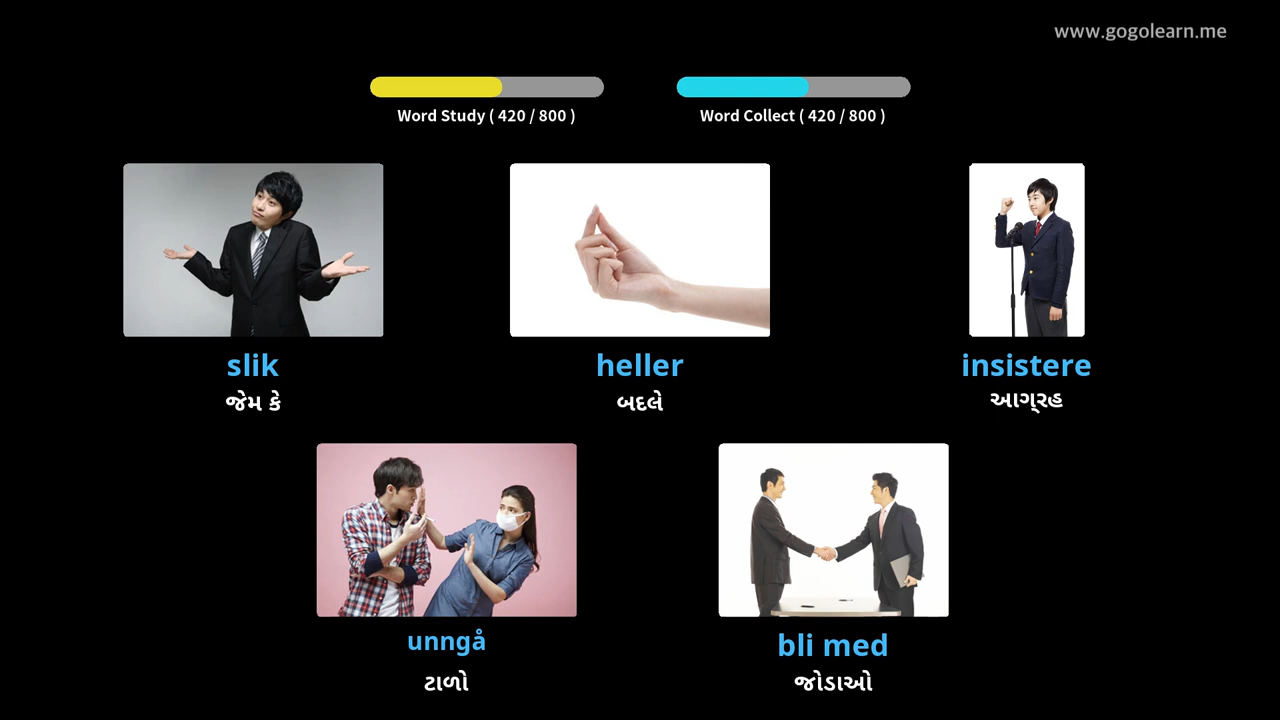 www.gogolearn.me
Word Study ( 420 / 800 )
Word Collect ( 420 / 800 )
slik
જેમ કે
heller
બદલે
insistere
આગ્રહ
unngå
ટાળો
bli med
જોડાઓ